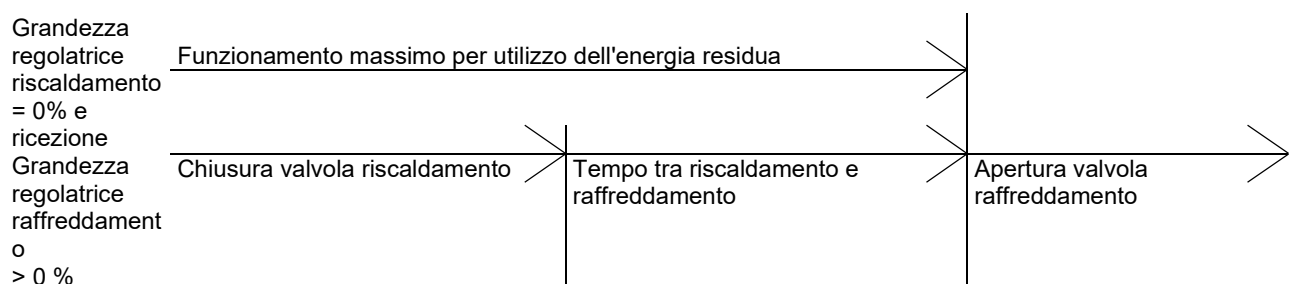 Grandezza
regolatrice
riscaldamento
= 0% e
ricezione
Grandezza
regolatrice
raffreddament
o
> 0 %
Funzionamento massimo per utilizzo dell'energia residua
Chiusura valvola riscaldamento
Tempo tra riscaldamento e
raffreddamento
Apertura valvola
raffreddamento